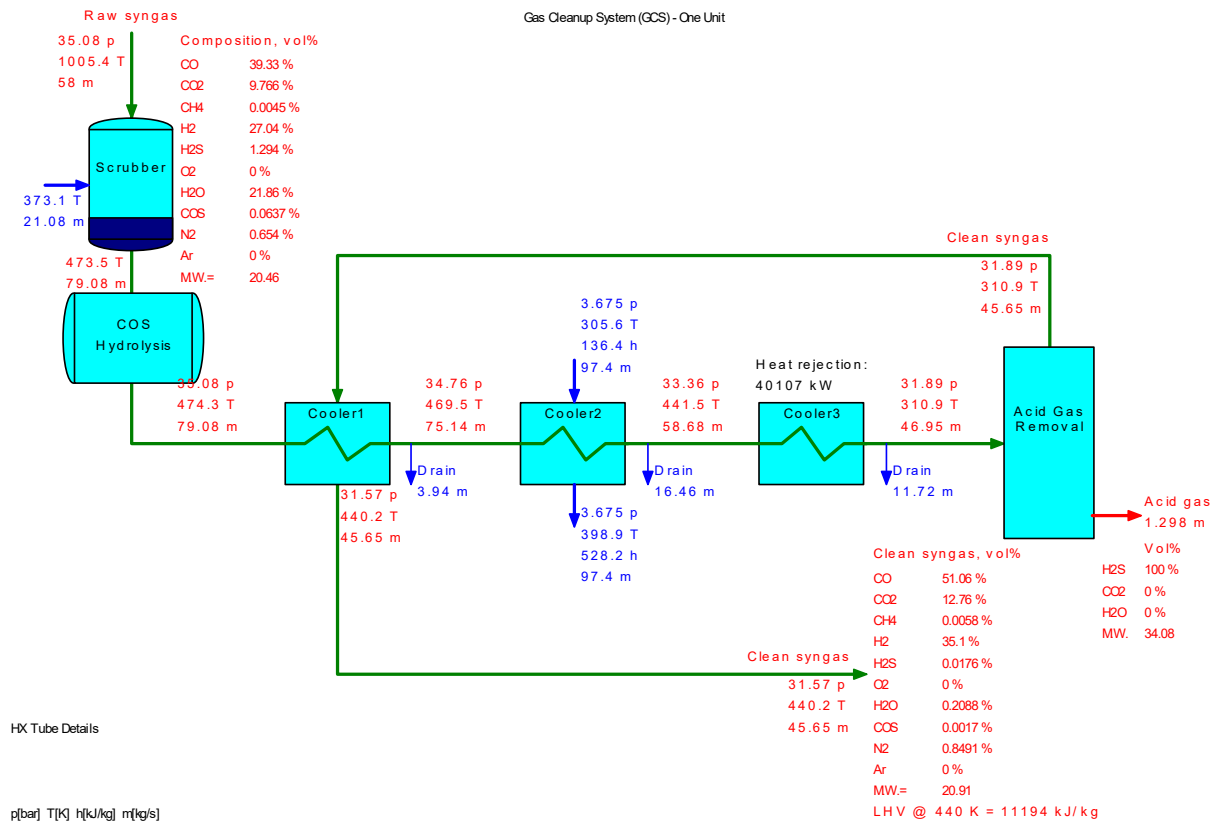 Gas Cleanup System (GCS) - One Unit
Raw syngas
35.08 p
1005.4 T
58 m
Composition, vol%
CO 39.33 %
CO2 9.766 %
CH4 0.0045 %
H2 27.04 %
H2S 1.294 %
O2 0 %
H2O 21.86 %
COS 0.0637 %
N2 0.654 %
Ar 0 %
MW.= 20.46
Scrubber
373.1 T
21.08 m
473.5 T
79.08 m
COS
Hydrolysis
35.08 p
474.3 T
79.08 m
Cooler1
31.57 p
440.2 T
45.65 m
34.76 p
469.5 T
75.14 m
Drain
3.94 m
3.675 p
305.6 T
136.4 h
97.4 m
Cooler2
3.675 p
398.9 T
528.2 h
97.4 m
33.36 p
441.5 T
58.68 m
Drain
16.46 m
Heat rejection:
40107 kW
Cooler3
31.89 p
310.9 T
46.95 m
Drain
11.72 m
Clean syngas
31.89 p
310.9 T
45.65 m
Acid Gas
Removal
Acid gas
1.298 m
Vol%
H2S 100 %
CO2 0 %
H2O 0 %
MW. 34.08
Clean syngas
31.57 p
440.2 T
45.65 m
Clean syngas, vol%
CO 51.06 %
CO2 12.76 %
CH4 0.0058 %
H2 35.1 %
H2S 0.0176 %
O2 0 %
H2O 0.2088 %
COS 0.0017 %
N2 0.8491 %
Ar 0 %
MW.= 20.91
LHV @ 440 K = 11194 kJ/kg
HX Tube Details
p[bar] T[K] h[kJ/kg] m[kg/s]